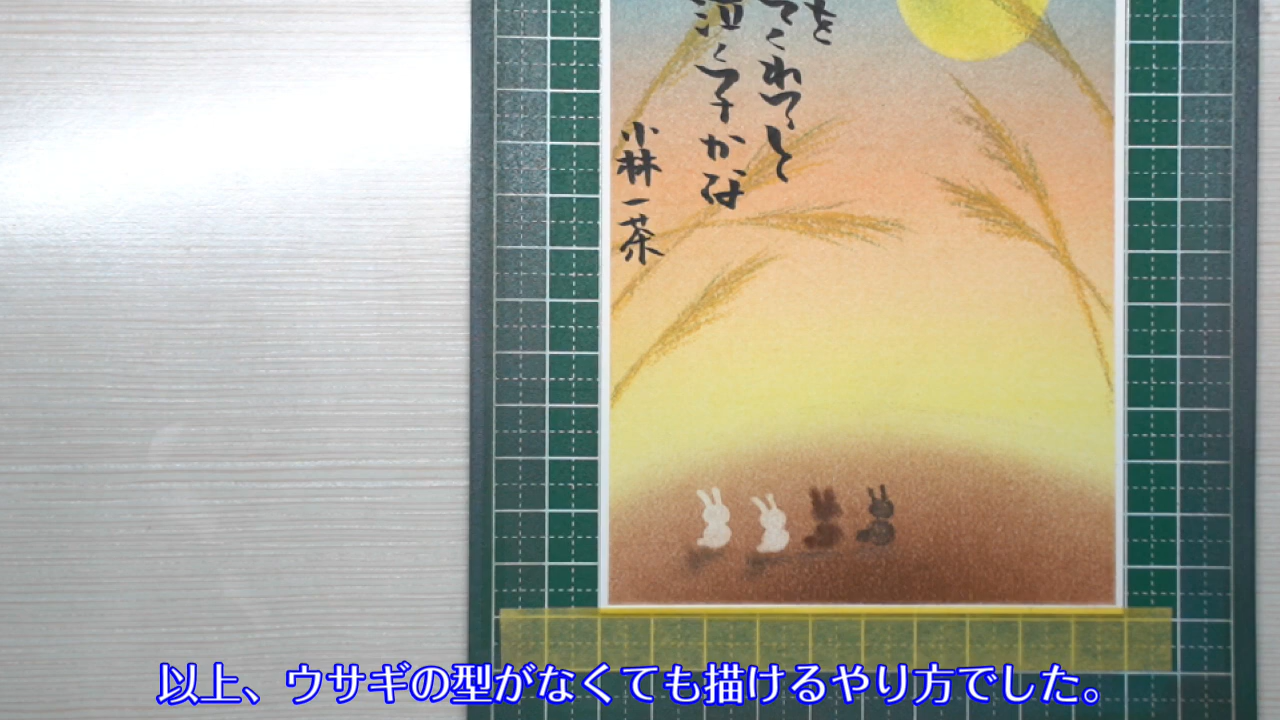 を
てくれろと
泣く子かな
小林一茶
以上、ウサギの型がなくても描けるやり方でした。